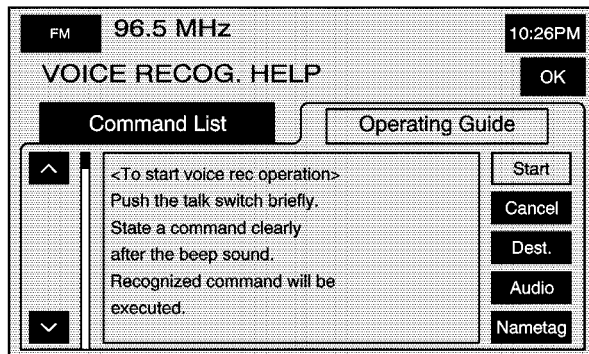 FM 96.5 MHz 10:26PM
VOICE RECOG. HELP OK
Command List Operating Guide
<To start voice rec operation>
Push the talk switch briefly.
State a command clearly
after the beep sound.
Recognized command will be
executed.
Start
Cancel
Dest.
Audio
Nametag